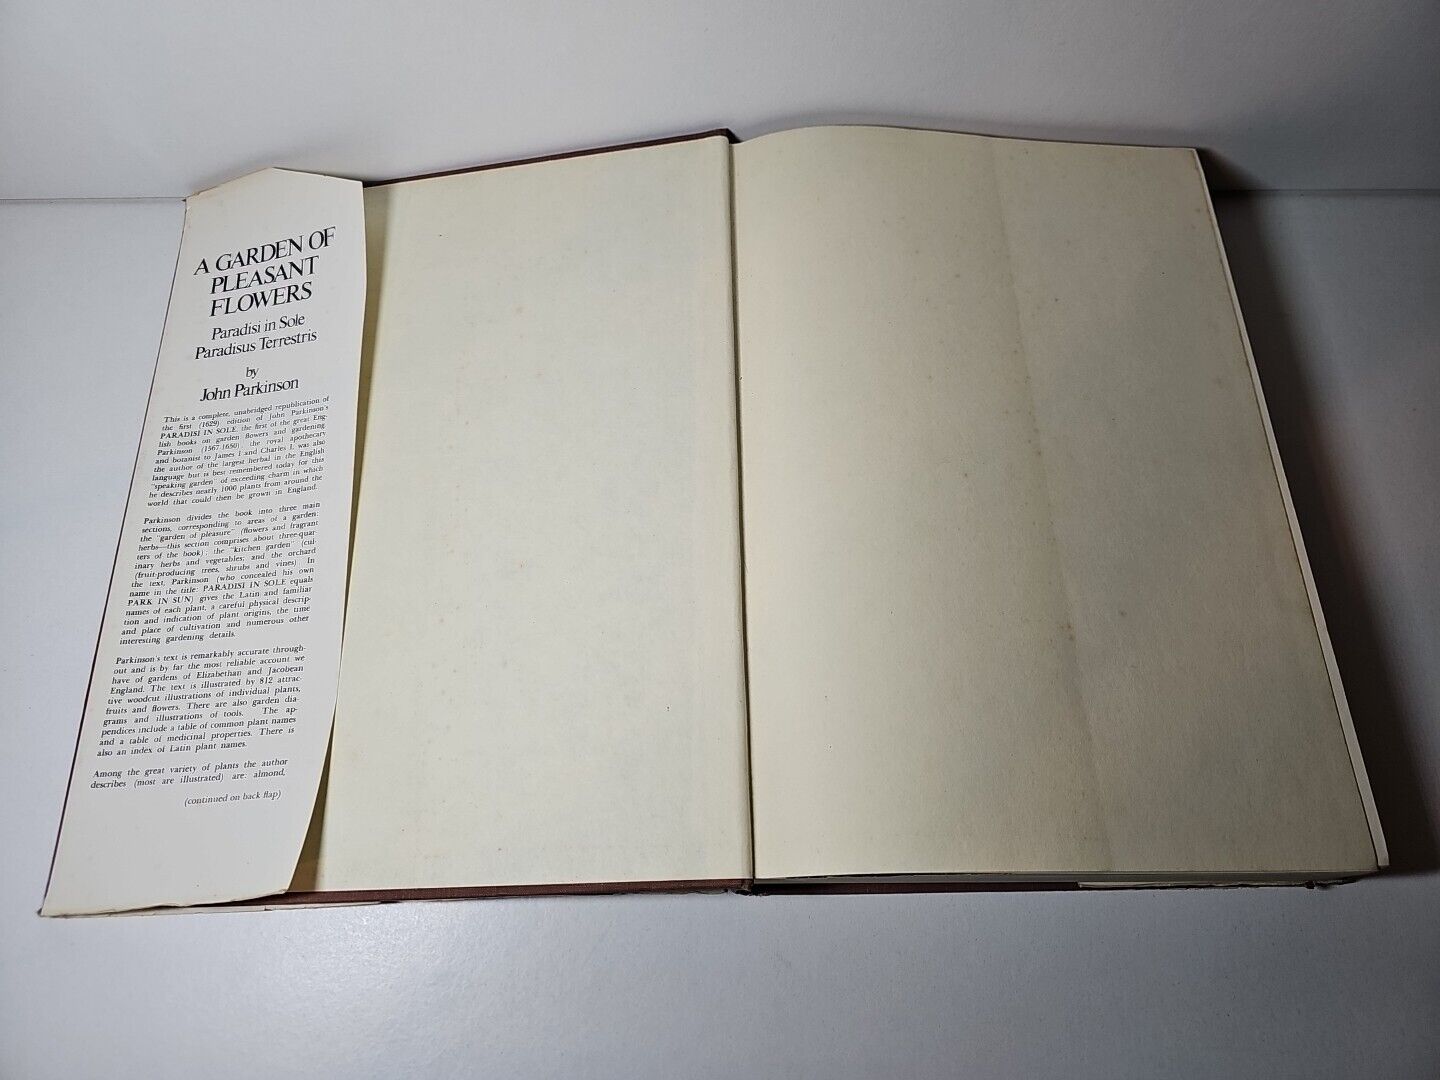 A GARDEN OF
PLEASANT
FLOWERS
Paradisi in Sole
Paradisus Terrestris
by
John Parkinson
This is a complete, unabridged republication of
the first (1629) edition of John Parkinson's
PARADISI IN SOLE, the first of the great Eng-
lish books on garden flowers and gardening.
Parkinson (1567-1650), the royal apothecary
and botanist to James I and Charles I, was also
the author of the largest herbal in the English
language but is best remembered today for this
"speaking garden" of exceeding charm in which
he describes nearly 1000 plants from around the
world that could then be grown in England.
Parkinson divides the book into three main
sections, corresponding to areas of a garden:
the "garden of pleasure" (flowers and fragrant
herbs—this section comprises about three-quar-
ters of the book); the "kitchen garden" (cul-
inary herbs and vegetables; and the orchard
(fruit-producing trees, shrubs and vines) In
the text, Parkinson (who concealed his own
name in the title: PARADISI IN SOLE equals
PARK IN SUN) gives the Latin and familiar
names of each plant, a careful physical descrip-
tion and indication of plant origins, the time
and place of cultivation and numerous other
interesting gardening details.
Parkinson's text is remarkably accurate through-
out and is by far the most reliable account we
have of gardens of Elizabethan and Jacobean
England. The text is illustrated by 812 attrac-
tive woodcut illustrations of individual plants,
fruits and flowers. There are also garden dia-
grams and illustrations of tools. The ap-
pendices include a table of common plant names
and a table of medicinal properties. There is
also an index of Latin plant names.
Among the great variety of plants the author
describes (most are illustrated) are: almond,
(continued on back flap)